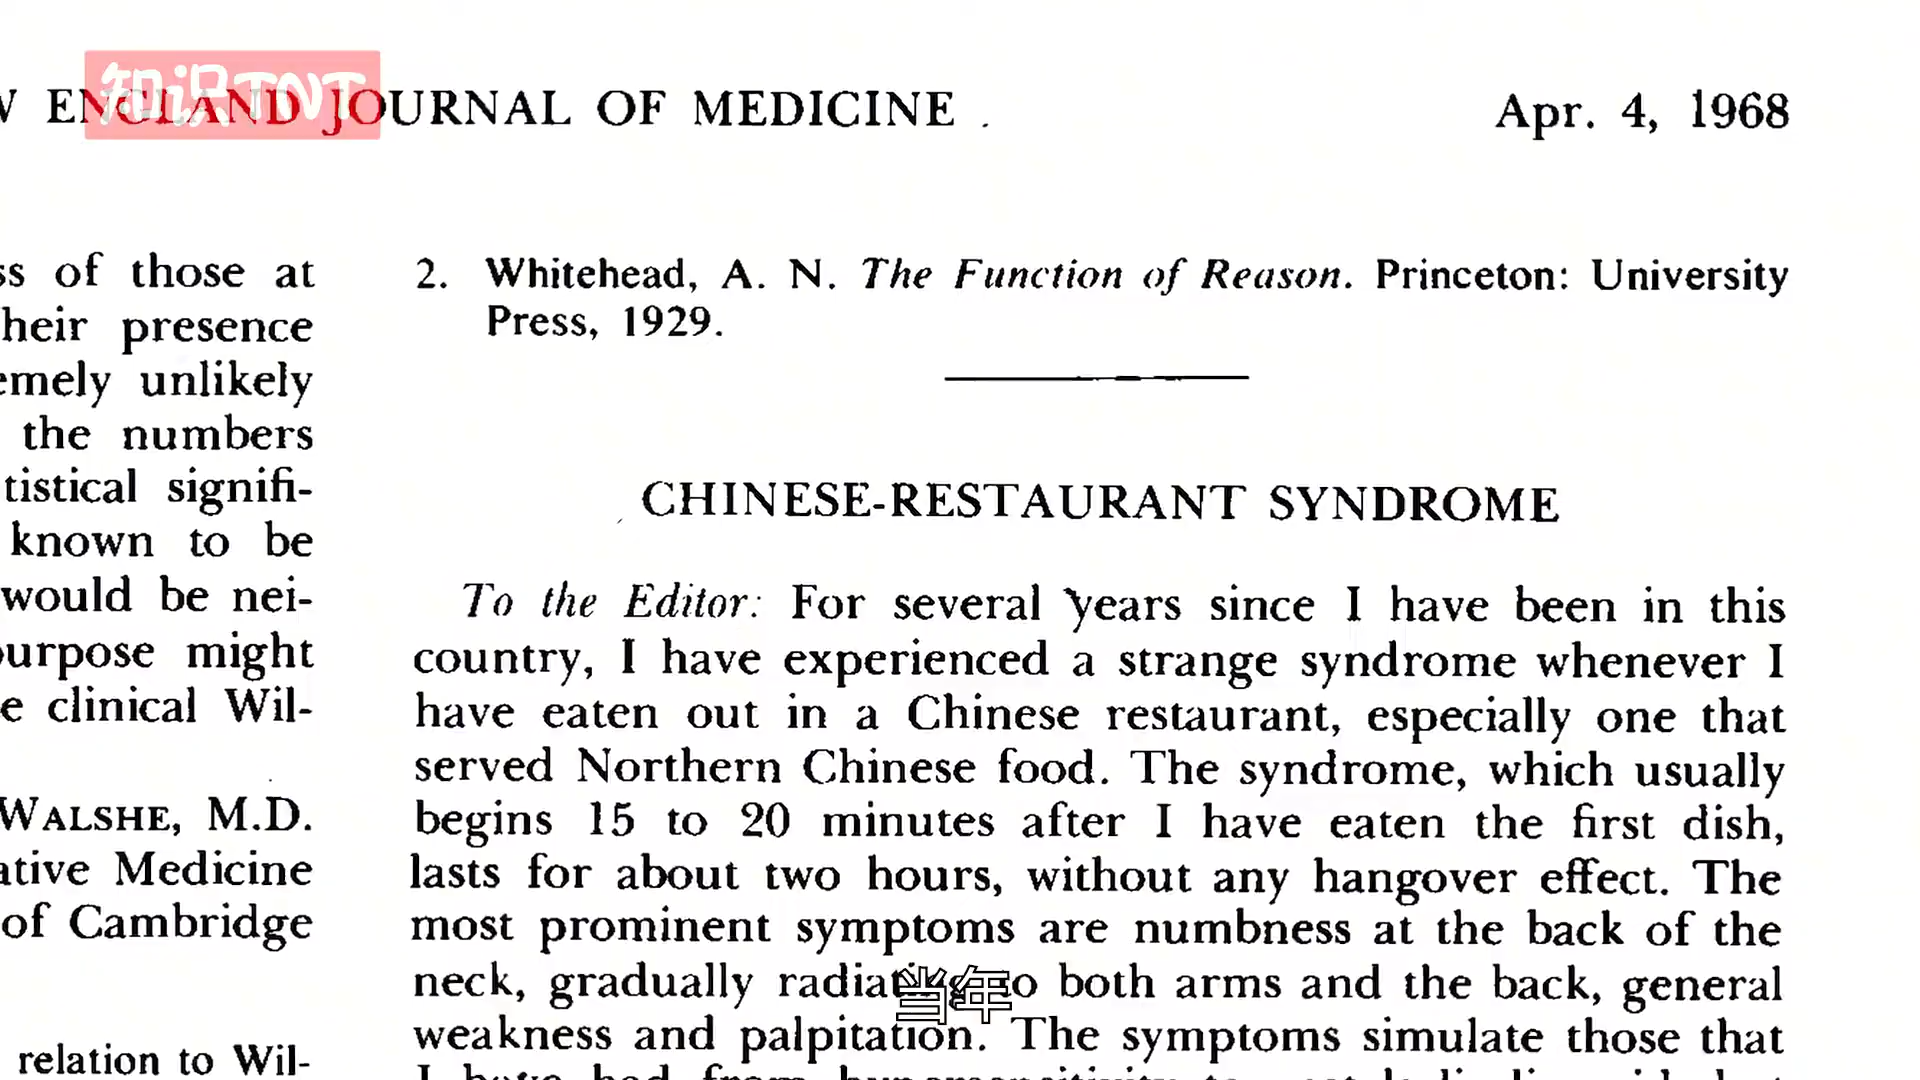 知识TNT
ENGLAND JOURNAL OF MEDICINE
Apr. 4, 1968
of those at
heir presence
emely unlikely
the numbers
tistical signifi-
known to be
would be nei-
ourpose might
e clinical Wil-
WALSHE, M.D.
ative Medicine
of Cambridge
relation to Wil-
2. Whitehead, A. N. The Function of Reason. Princeton: University
Press, 1929.
CHINESE-RESTAURANT SYNDROME
To the Editor: For several years since I have been in this
country, I have experienced a strange syndrome whenever I
have eaten out in a Chinese restaurant, especially one that
served Northern Chinese food. The syndrome, which usually
begins 15 to 20 minutes after I have eaten the first dish,
lasts for about two hours, without any hangover effect. The
most prominent symptoms are numbness at the back of the
neck, gradually radiating to both arms and the back, general
weakness and palpitation. The symptoms simulate those that
当年